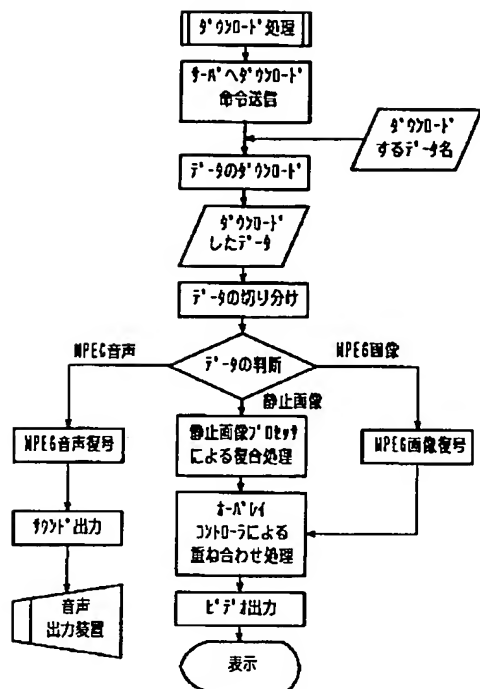 ダウンロード処理
サーバへダウンロード
命令送信
ダウンロード
するデータ名
データのダウンロード
ダウンロード
したデータ
データの切り分け
MPEG音声
データの判断
MPEG画像
静止画像
MPEG音声復号
静止画像プロセッサ
による復合処理
MPEG画像復号
サウンド出力
オーバレイ
コントローラによる
重ね合わせ処理
音声
出力装置
ビデオ出力
表示